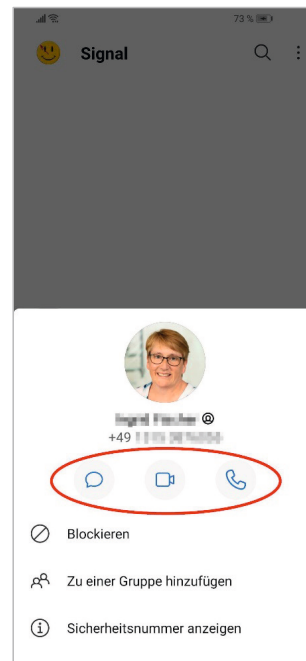 73 %
Signal
+49
Blockieren
Zu einer Gruppe hinzufügen
Sicherheitsnummer anzeigen